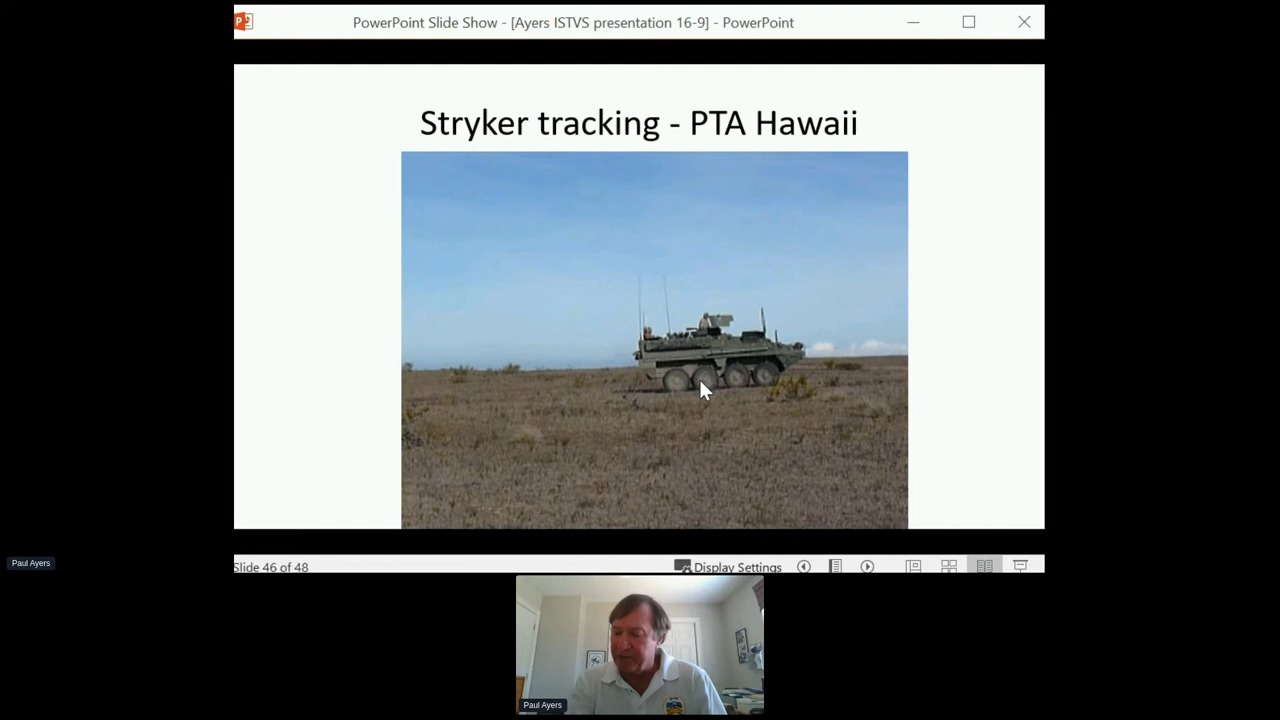 PowerPoint Slide Show - [Ayers ISTVS presentation 16-9] - PowerPoint
Stryker tracking - PTA Hawaii
Slide 46 of 48
Display Settings
Paul Ayers
Paul Ayers